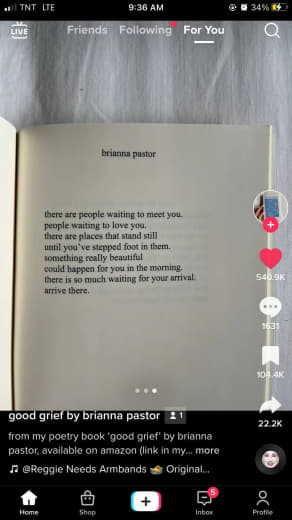 TNT LTE
9:36 AM
34%
LIVE
Friends Following For You
brianna pastor
there are people waiting to meet you.
people waiting to love you.
there are places that stand still
until you've stepped foot in them.
something really beautiful
could happen for you in the morning.
there is so much waiting for your arrival.
arrive there.
540.9K
1631
104.4K
22.2K
good grief by brianna pastor 1
from my poetry book 'good grief' by brianna
pastor, available on amazon (link in my... more
@Reggie Needs Armbands Original...
Home
Shop
5
Inbox
Profile